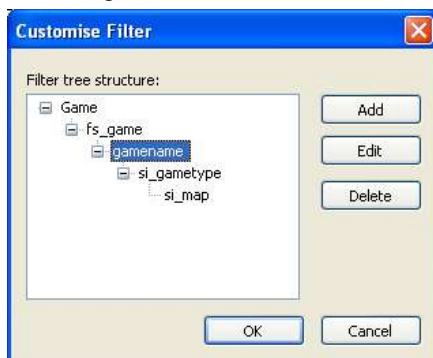 Customise Filter
Filter tree structure:
Game
fs_game
gamename
si_gametype
si_map
Add
Edit
Delete
OK
Cancel